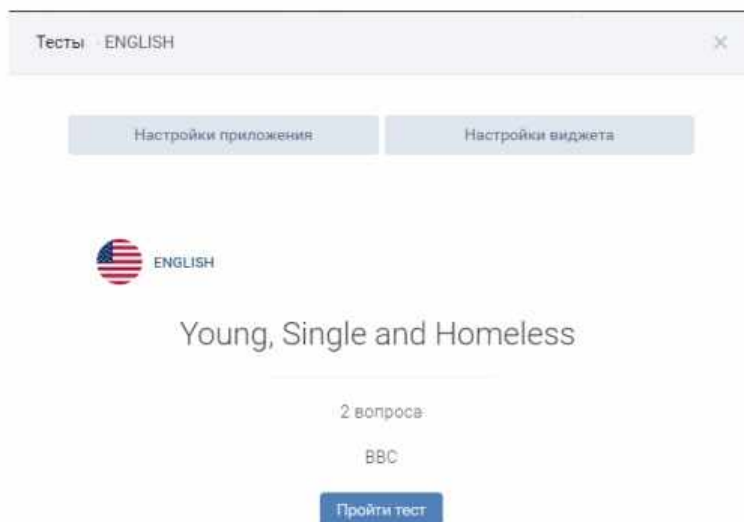 Тесты ENGLISH
Настройки приложения Настройки виджета
ENGLISH
Young, Single and Homeless
2 вопроса
BBC
Пройти тест